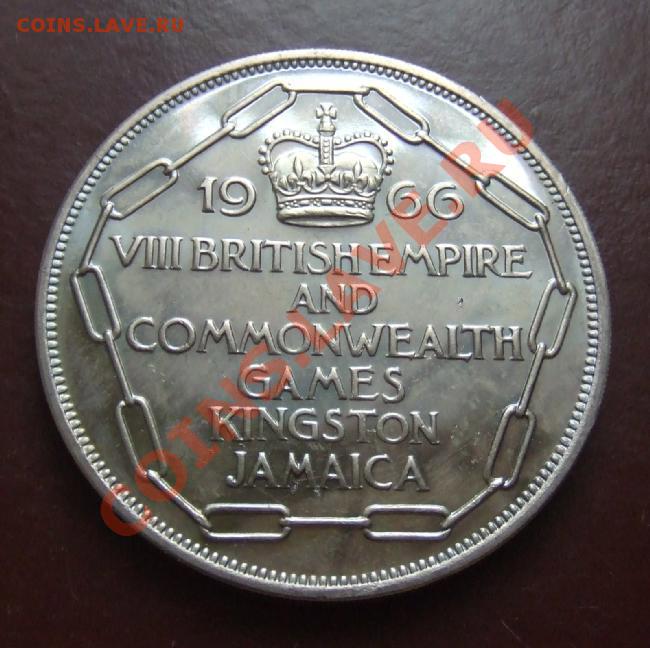 COINS.LAVE.RU
19 66
VIII BRITISH EMPIRE
AND
COMMONWEALTH
GAMES
KINGSTON
JAMAICA
COINS.LAVE.RU